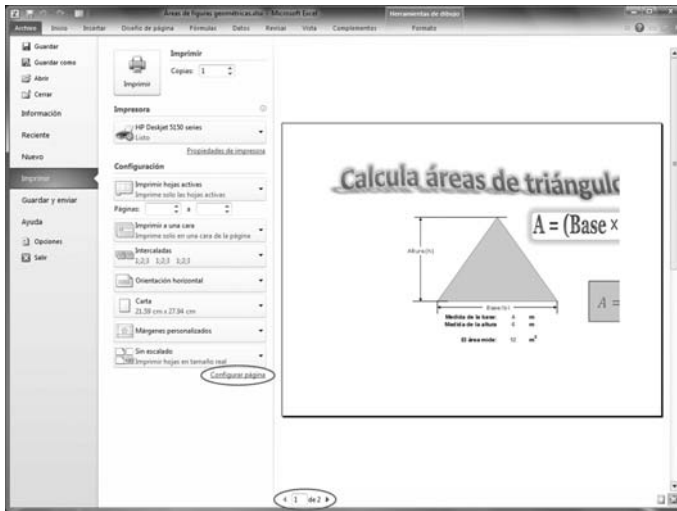 Áreas de figuras geométricas.xlsx - Microsoft Excel
Herramientas de dibujo
Archivo Inicio Insertar Diseño de página Fórmulas Datos Revisar Vista Complementos Formato
Guardar
Guardar como
Abrir
Cerrar
Información
Reciente
Nuevo
Imprimir
Guardar y enviar
Ayuda
Opciones
Salir
Imprimir
Copias: 1
Imprimir
Impresora
HP Deskjet 5150 series
Listo
Propiedades de impresora
Configuración
Imprimir hojas activas
Imprime solo las hojas activas
Páginas: a
Imprimir a una cara
Imprime solo en una cara de la página
Intercaladas
1;2;3 1;2;3 1;2;3
Orientación horizontal
Carta
21.59 cm x 27.94 cm
Márgenes personalizados
Sin escalado
Imprimir hojas en tamaño real
Configurar página
Calcula áreas de triángulo
A = (Base ×
Altura (h)
Base (b)
A =
Medida de la base: 4 m
Medida de la altura 6 m
El área mide: 12 m²
1 de 2